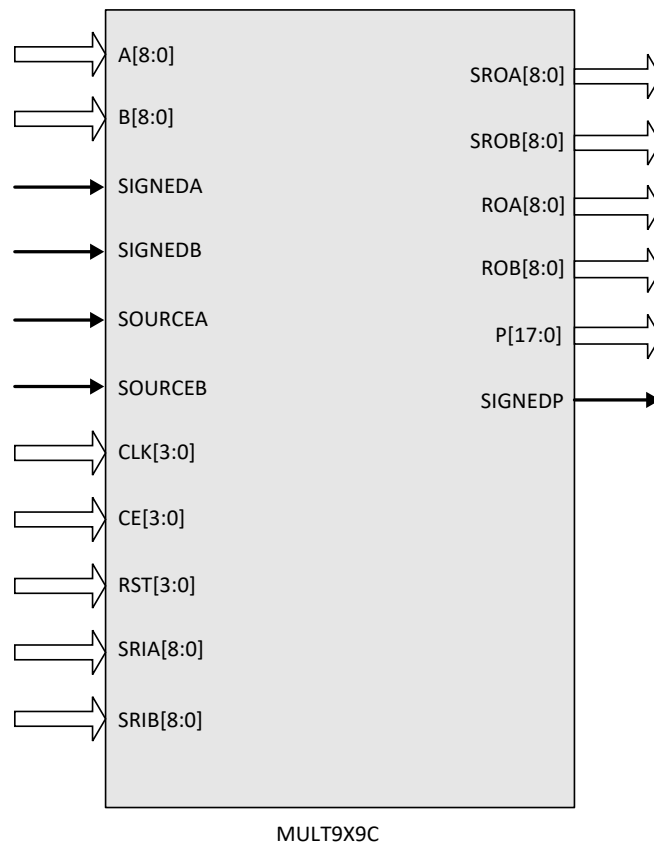 A[8:0]
B[8:0]
SIGNEDA
SIGNEDB
SOURCEA
SOURCEB
CLK[3:0]
CE[3:0]
RST[3:0]
SRIA[8:0]
SRIB[8:0]
SROA[8:0]
SROB[8:0]
ROA[8:0]
ROB[8:0]
P[17:0]
SIGNEDP
MULT9X9C